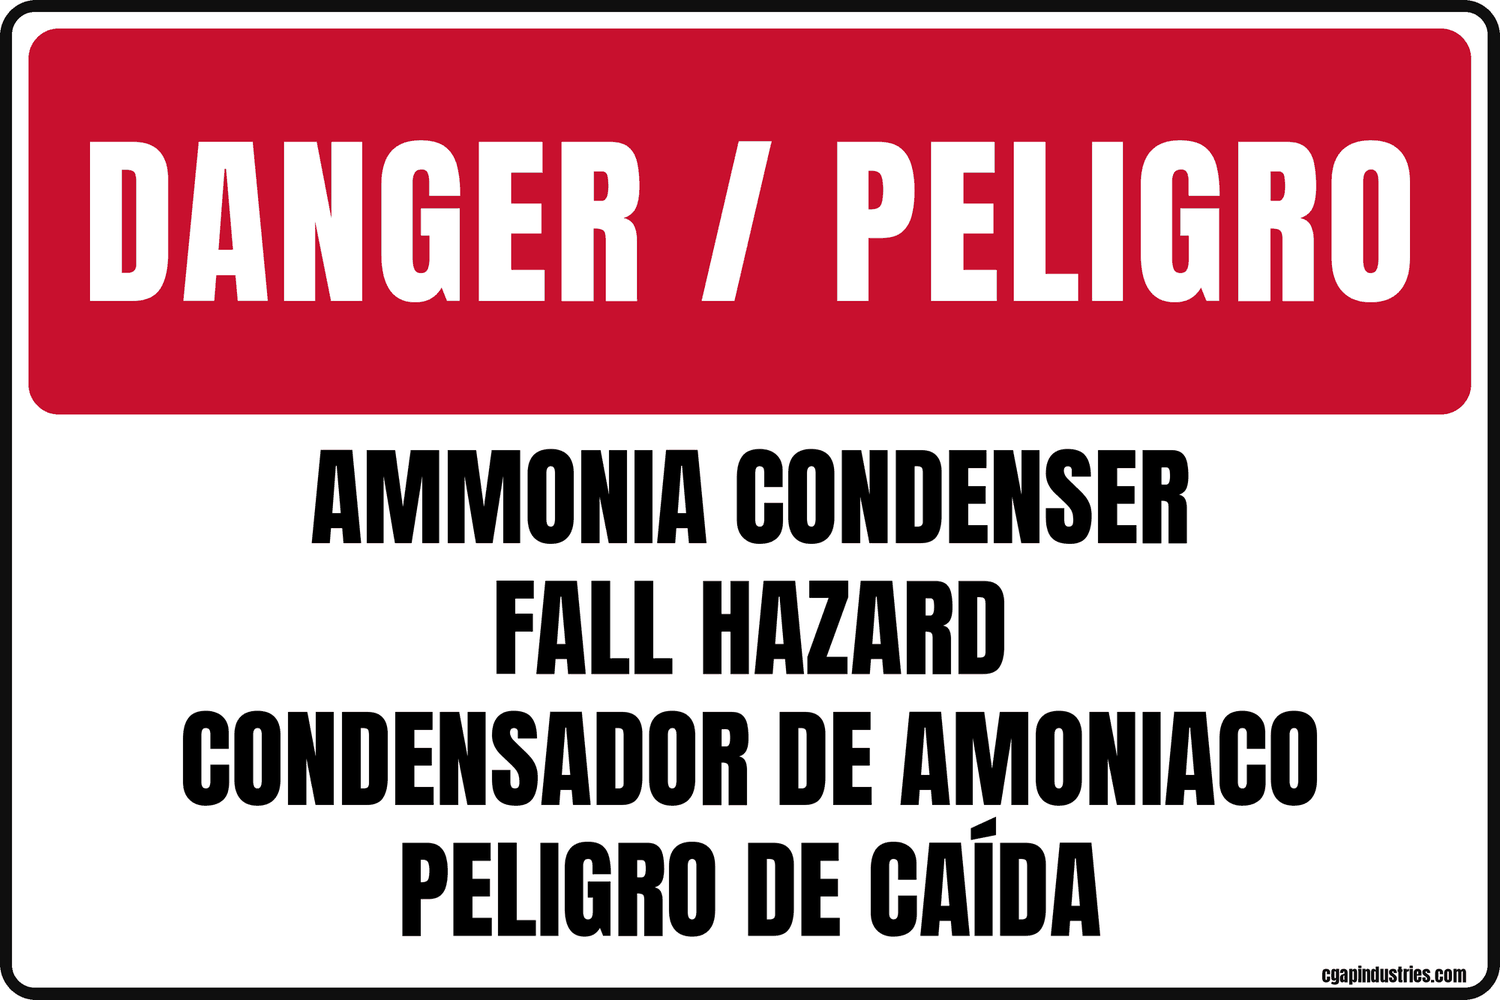 DANGER / PELIGRO
AMMONIA CONDENSER
FALL HAZARD
CONDENSADOR DE AMONIACO
PELIGRO DE CAÍDA
cgapindustries.com